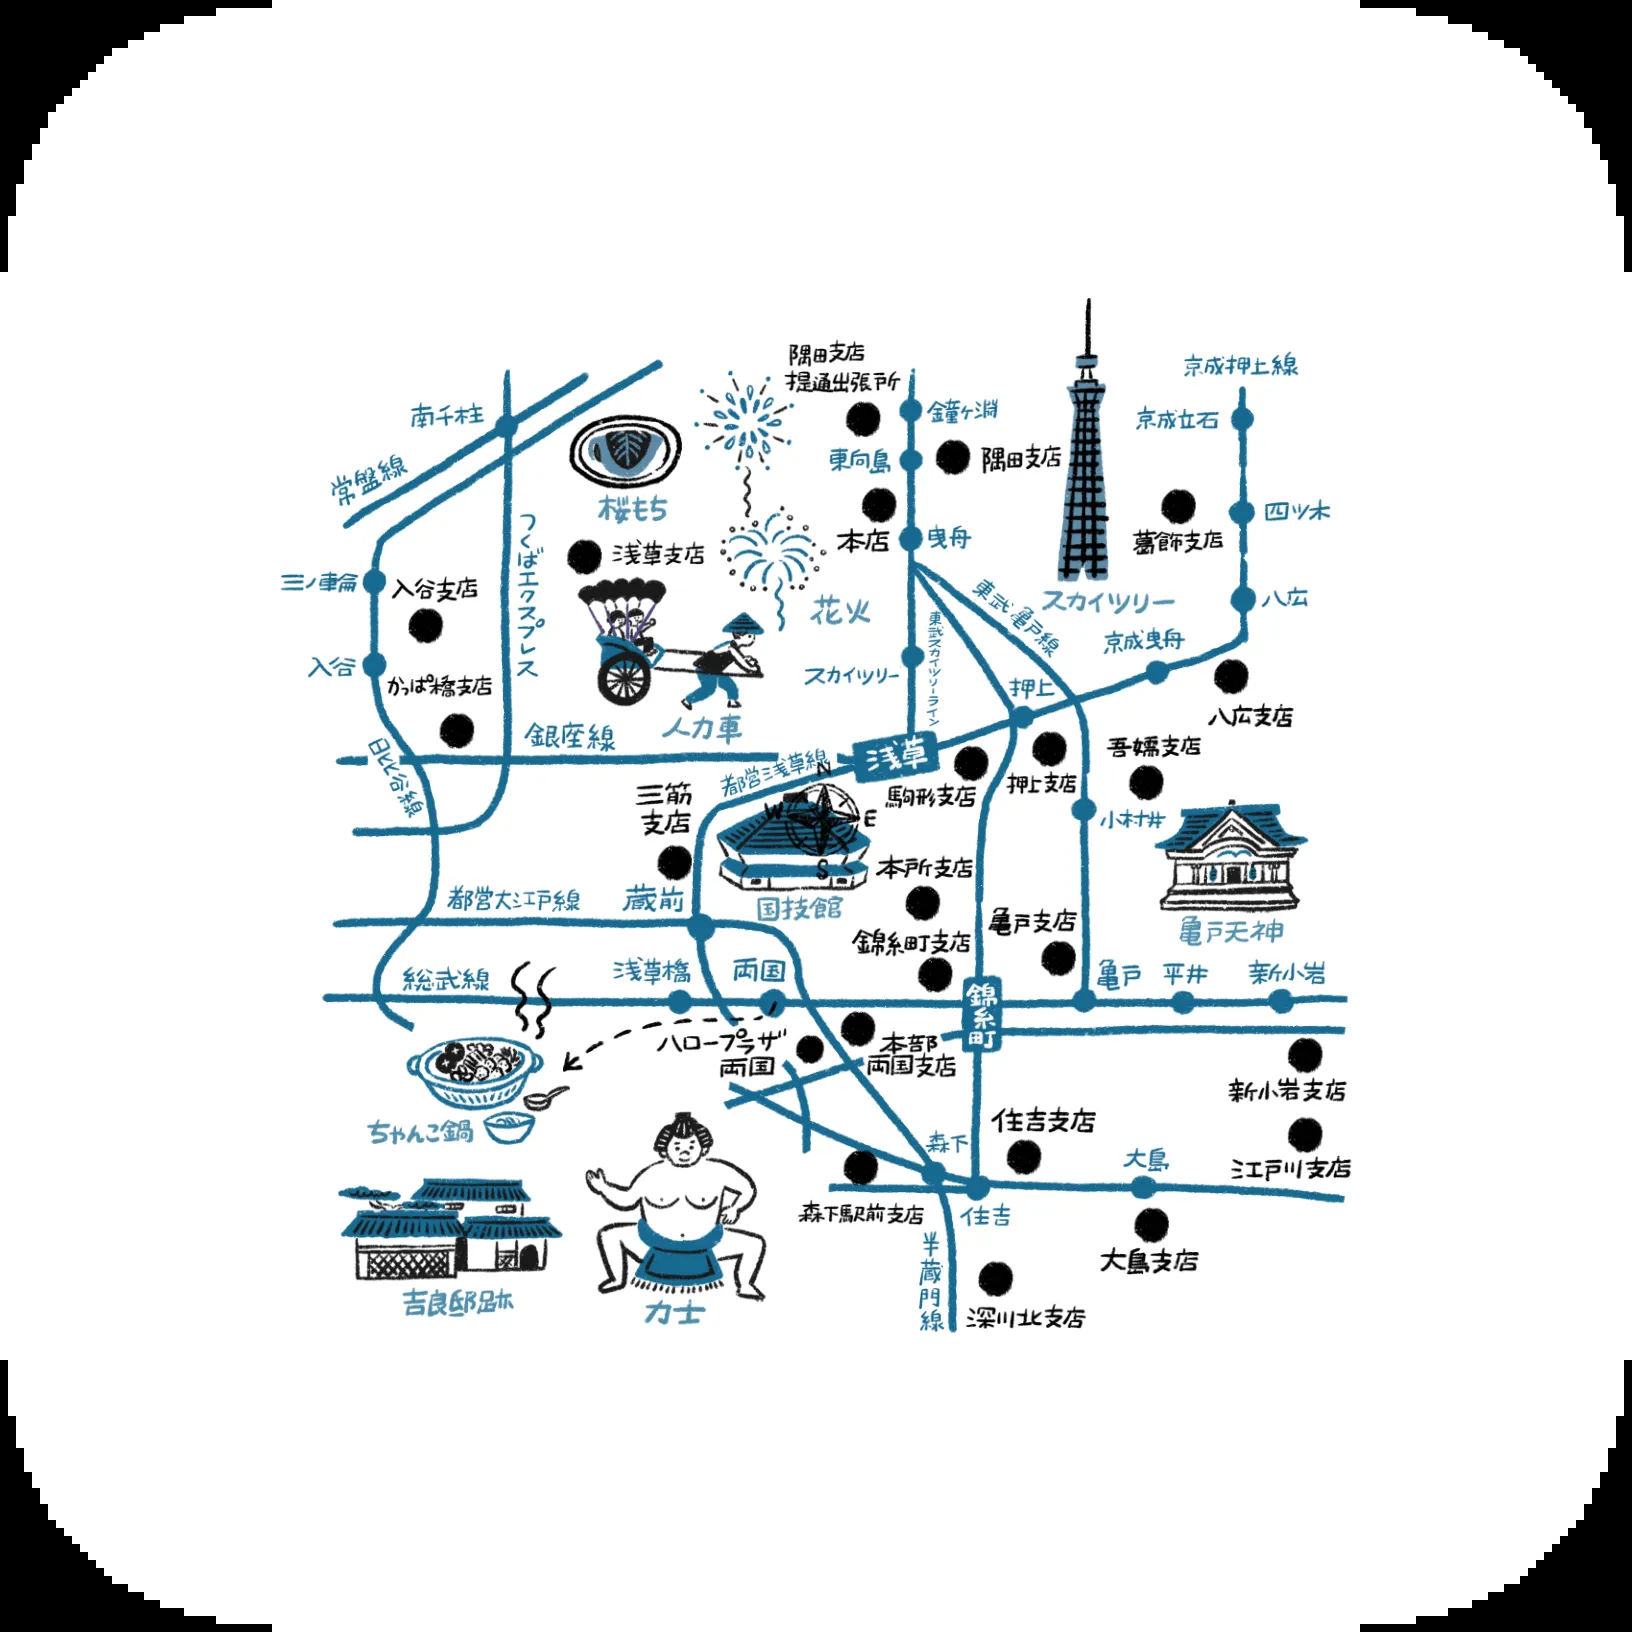 隅田支店
堤通出張所
京成押上線
南千住
鐘ヶ淵
京成立石
常盤線
東向島
隅田支店
桜もち
四ツ木
本店
曳舟
葛飾支店
つくばエクスプレス
浅草支店
三ノ輪
入谷支店
東武亀戸線
スカイツリー
八広
花火
東武スカイツリーライン
京成曳舟
入谷
かっぱ橋支店
スカイツリー
押上
人力車
八広支店
銀座線
日比谷線
浅草
吾嬬支店
都営浅草線
N
W
E
S
駒形支店
押上支店
三筋
支店
小村井
本所支店
都営大江戸線
蔵前
国技館
亀戸支店
亀戸天神
錦糸町支店
総武線
浅草橋
両国
亀戸
平井
新小岩
錦糸町
ハロープラザ
両国
本部
両国支店
新小岩支店
ちゃんこ鍋
住吉支店
森下
大島
江戸川支店
森下駅前支店
住吉
半蔵門線
大島支店
吉良邸跡
力士
深川北支店